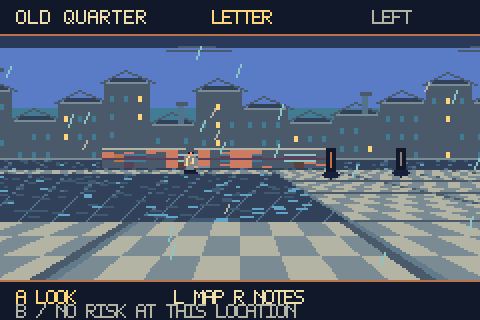 OLD QUARTER LETTER LEFT
A LOOK L MAP R NOTES
B / NO RISK AT THIS LOCATION